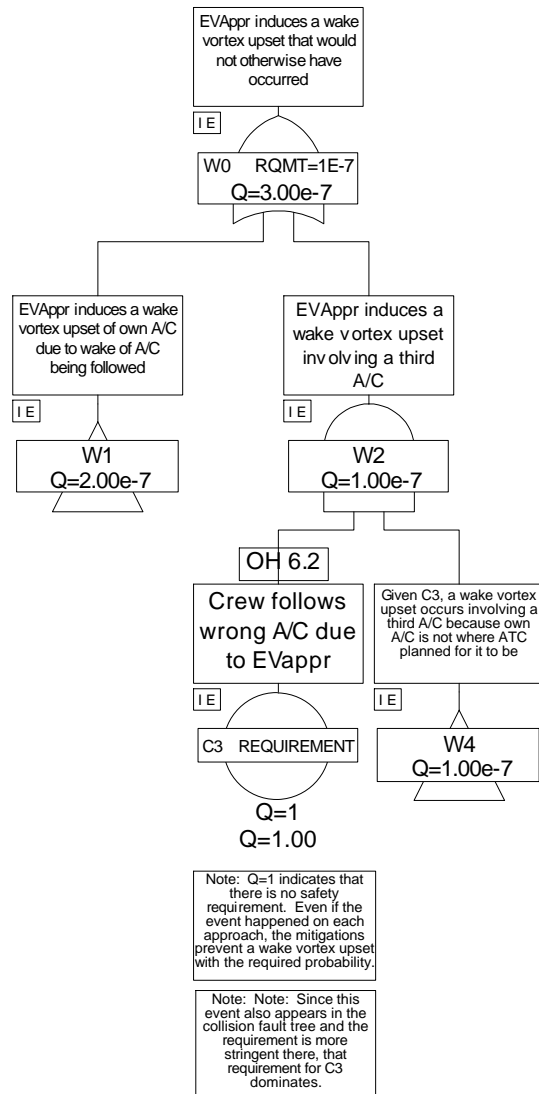 EVAppr induces a wake
vortex upset that would
not otherwise have
occurred
I E
W0 RQMT=1E-7
Q=3.00e-7
EVAppr induces a wake
vortex upset of own A/C
due to wake of A/C
being followed
I E
W1
Q=2.00e-7
EVAppr induces a
wake vortex upset
involving a third
A/C
I E
W2
Q=1.00e-7
OH 6.2
Crew follows
wrong A/C due
to EVappr
I E
C3 REQUIREMENT
Q=1
Q=1.00
Given C3, a wake vortex
upset occurs involving a
third A/C because own
A/C is not where ATC
planned for it to be
I E
W4
Q=1.00e-7
Note: Q=1 indicates that
there is no safety
requirement. Even if the
event happened on each
approach, the mitigations
prevent a wake vortex upset
with the required probability.
Note: Note: Since this
event also appears in the
collision fault tree and the
requirement is more
stringent there, that
requirement for C3
dominates.